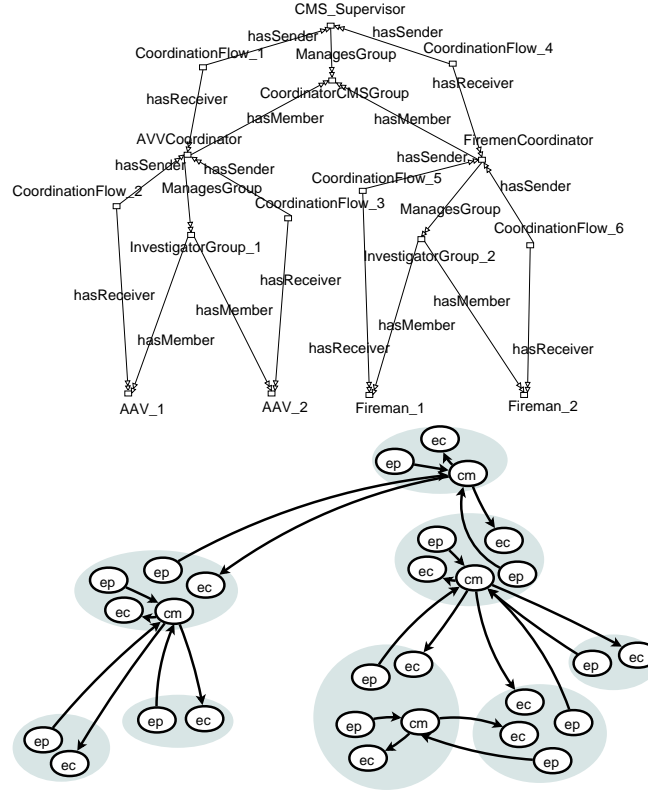 CMS_Supervisor
hasSender
hasSender
CoordinationFlow_1
ManagesGroup
CoordinationFlow_4
hasReceiver
CoordinatorCMSGroup
hasReceiver
hasMember
hasMember
AVVCoordinator
FiremenCoordinator
hasSender
hasSender
hasSender
CoordinationFlow_2
ManagesGroup
CoordinationFlow_5
hasSender
CoordinationFlow_3
ManagesGroup
CoordinationFlow_6
InvestigatorGroup_1
InvestigatorGroup_2
hasReceiver
hasReceiver
hasMember
hasMember
hasMember
hasMember
hasReceiver
hasReceiver
AAV_1
AAV_2
Fireman_1
Fireman_2
ec
ep
cm
ep
ec
ep
ec
ep
ec
cm
ep
ec
ep
ec
cm
ep
ec
ep
ec
ep
ec
ec
ep
ec
ep
cm
ep
ec
ep
ec
ec
ep